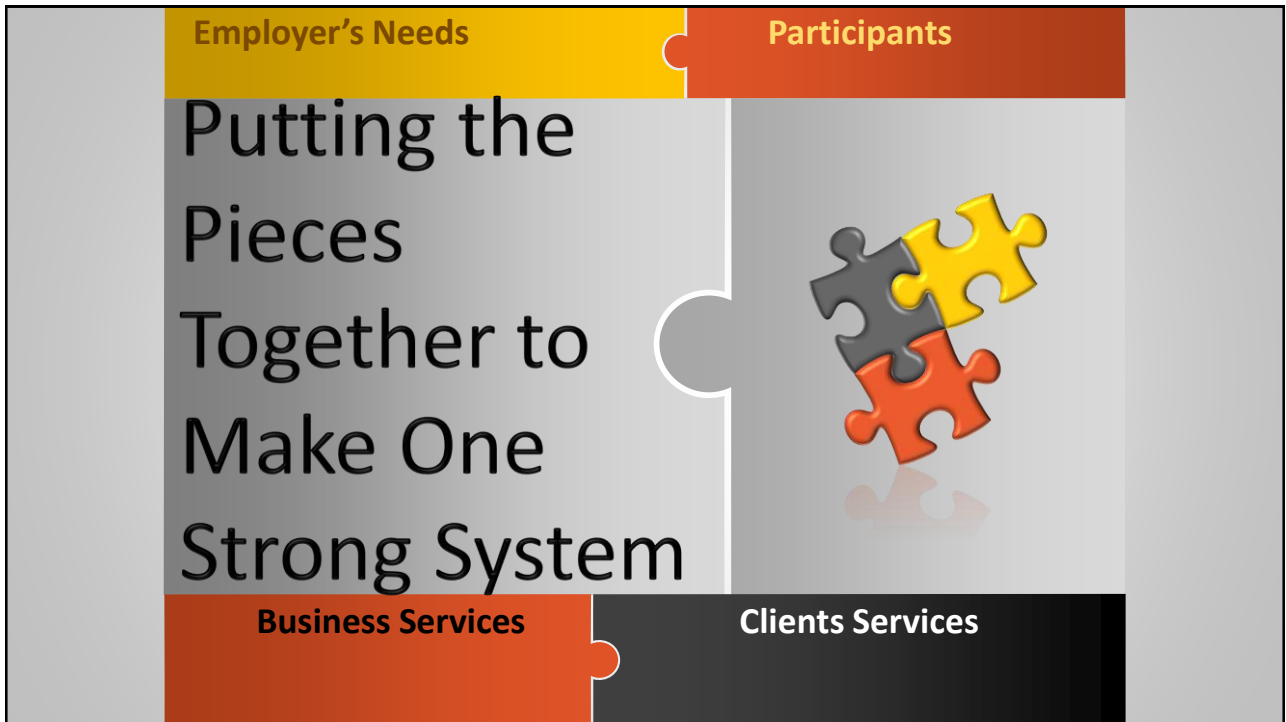 Employer’s Needs
Participants
Putting the
Pieces
Together to
Make One
Strong System
Business Services
Clients Services